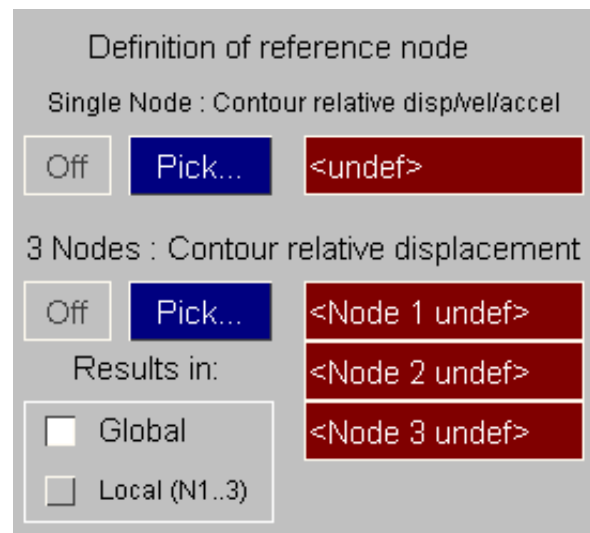 Definition of reference node
Single Node : Contour relative disp/vel/accel
Off Pick... <undef>
3 Nodes : Contour relative displacement
Off Pick... <Node 1 undef>
Results in: <Node 2 undef>
Global <Node 3 undef>
Local (N1..3)